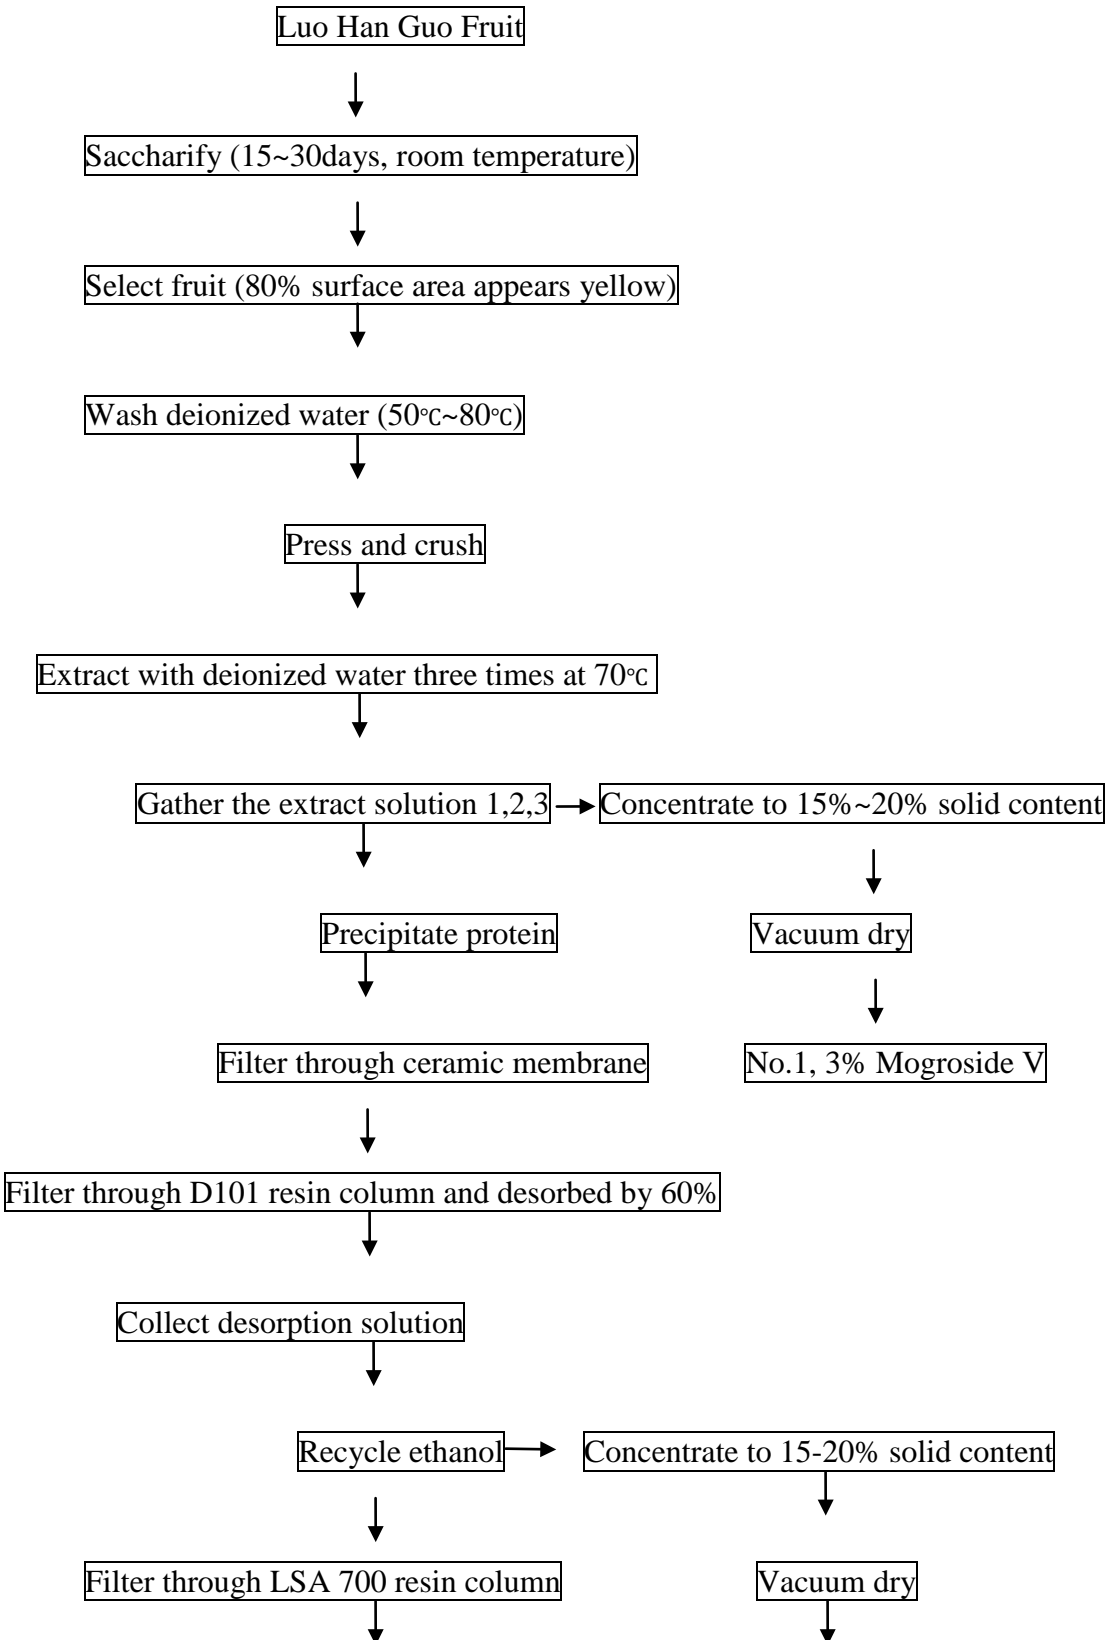 Luo Han Guo Fruit
Saccharify (15~30days, room temperature)
Select fruit (80% surface area appears yellow)
Wash deionized water (50℃~80℃)
Press and crush
Extract with deionized water three times at 70℃
Gather the extract solution 1,2,3
Concentrate to 15%~20% solid content
Precipitate protein
Vacuum dry
Filter through ceramic membrane
No.1, 3% Mogroside V
Filter through D101 resin column and desorbed by 60%
Collect desorption solution
Recycle ethanol
Concentrate to 15-20% solid content
Filter through LSA 700 resin column
Vacuum dry